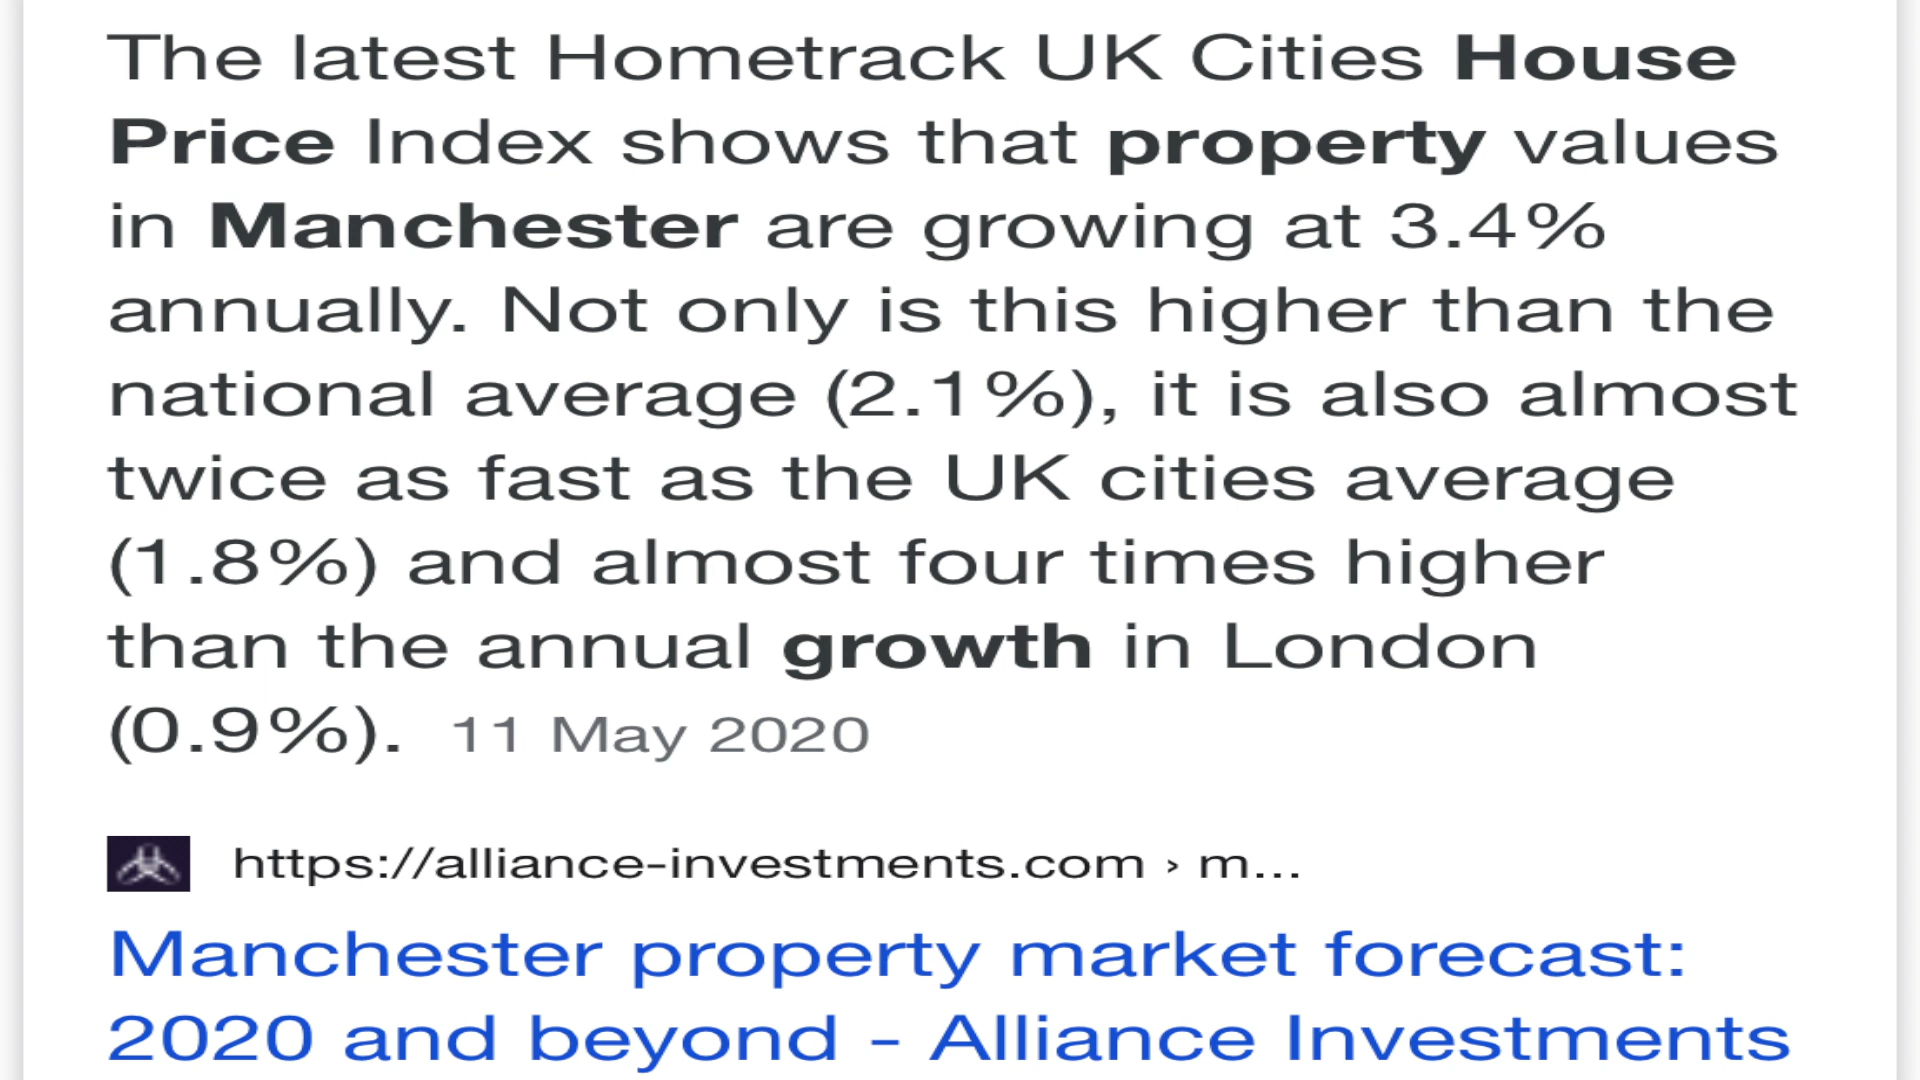 The latest Hometrack UK Cities House
Price Index shows that property values
in Manchester are growing at 3.4%
annually. Not only is this higher than the
national average (2.1%), it is also almost
twice as fast as the UK cities average
(1.8%) and almost four times higher
than the annual growth in London
(0.9%). 11 May 2020
https://alliance-investments.com › m...
Manchester property market forecast:
2020 and beyond - Alliance Investments